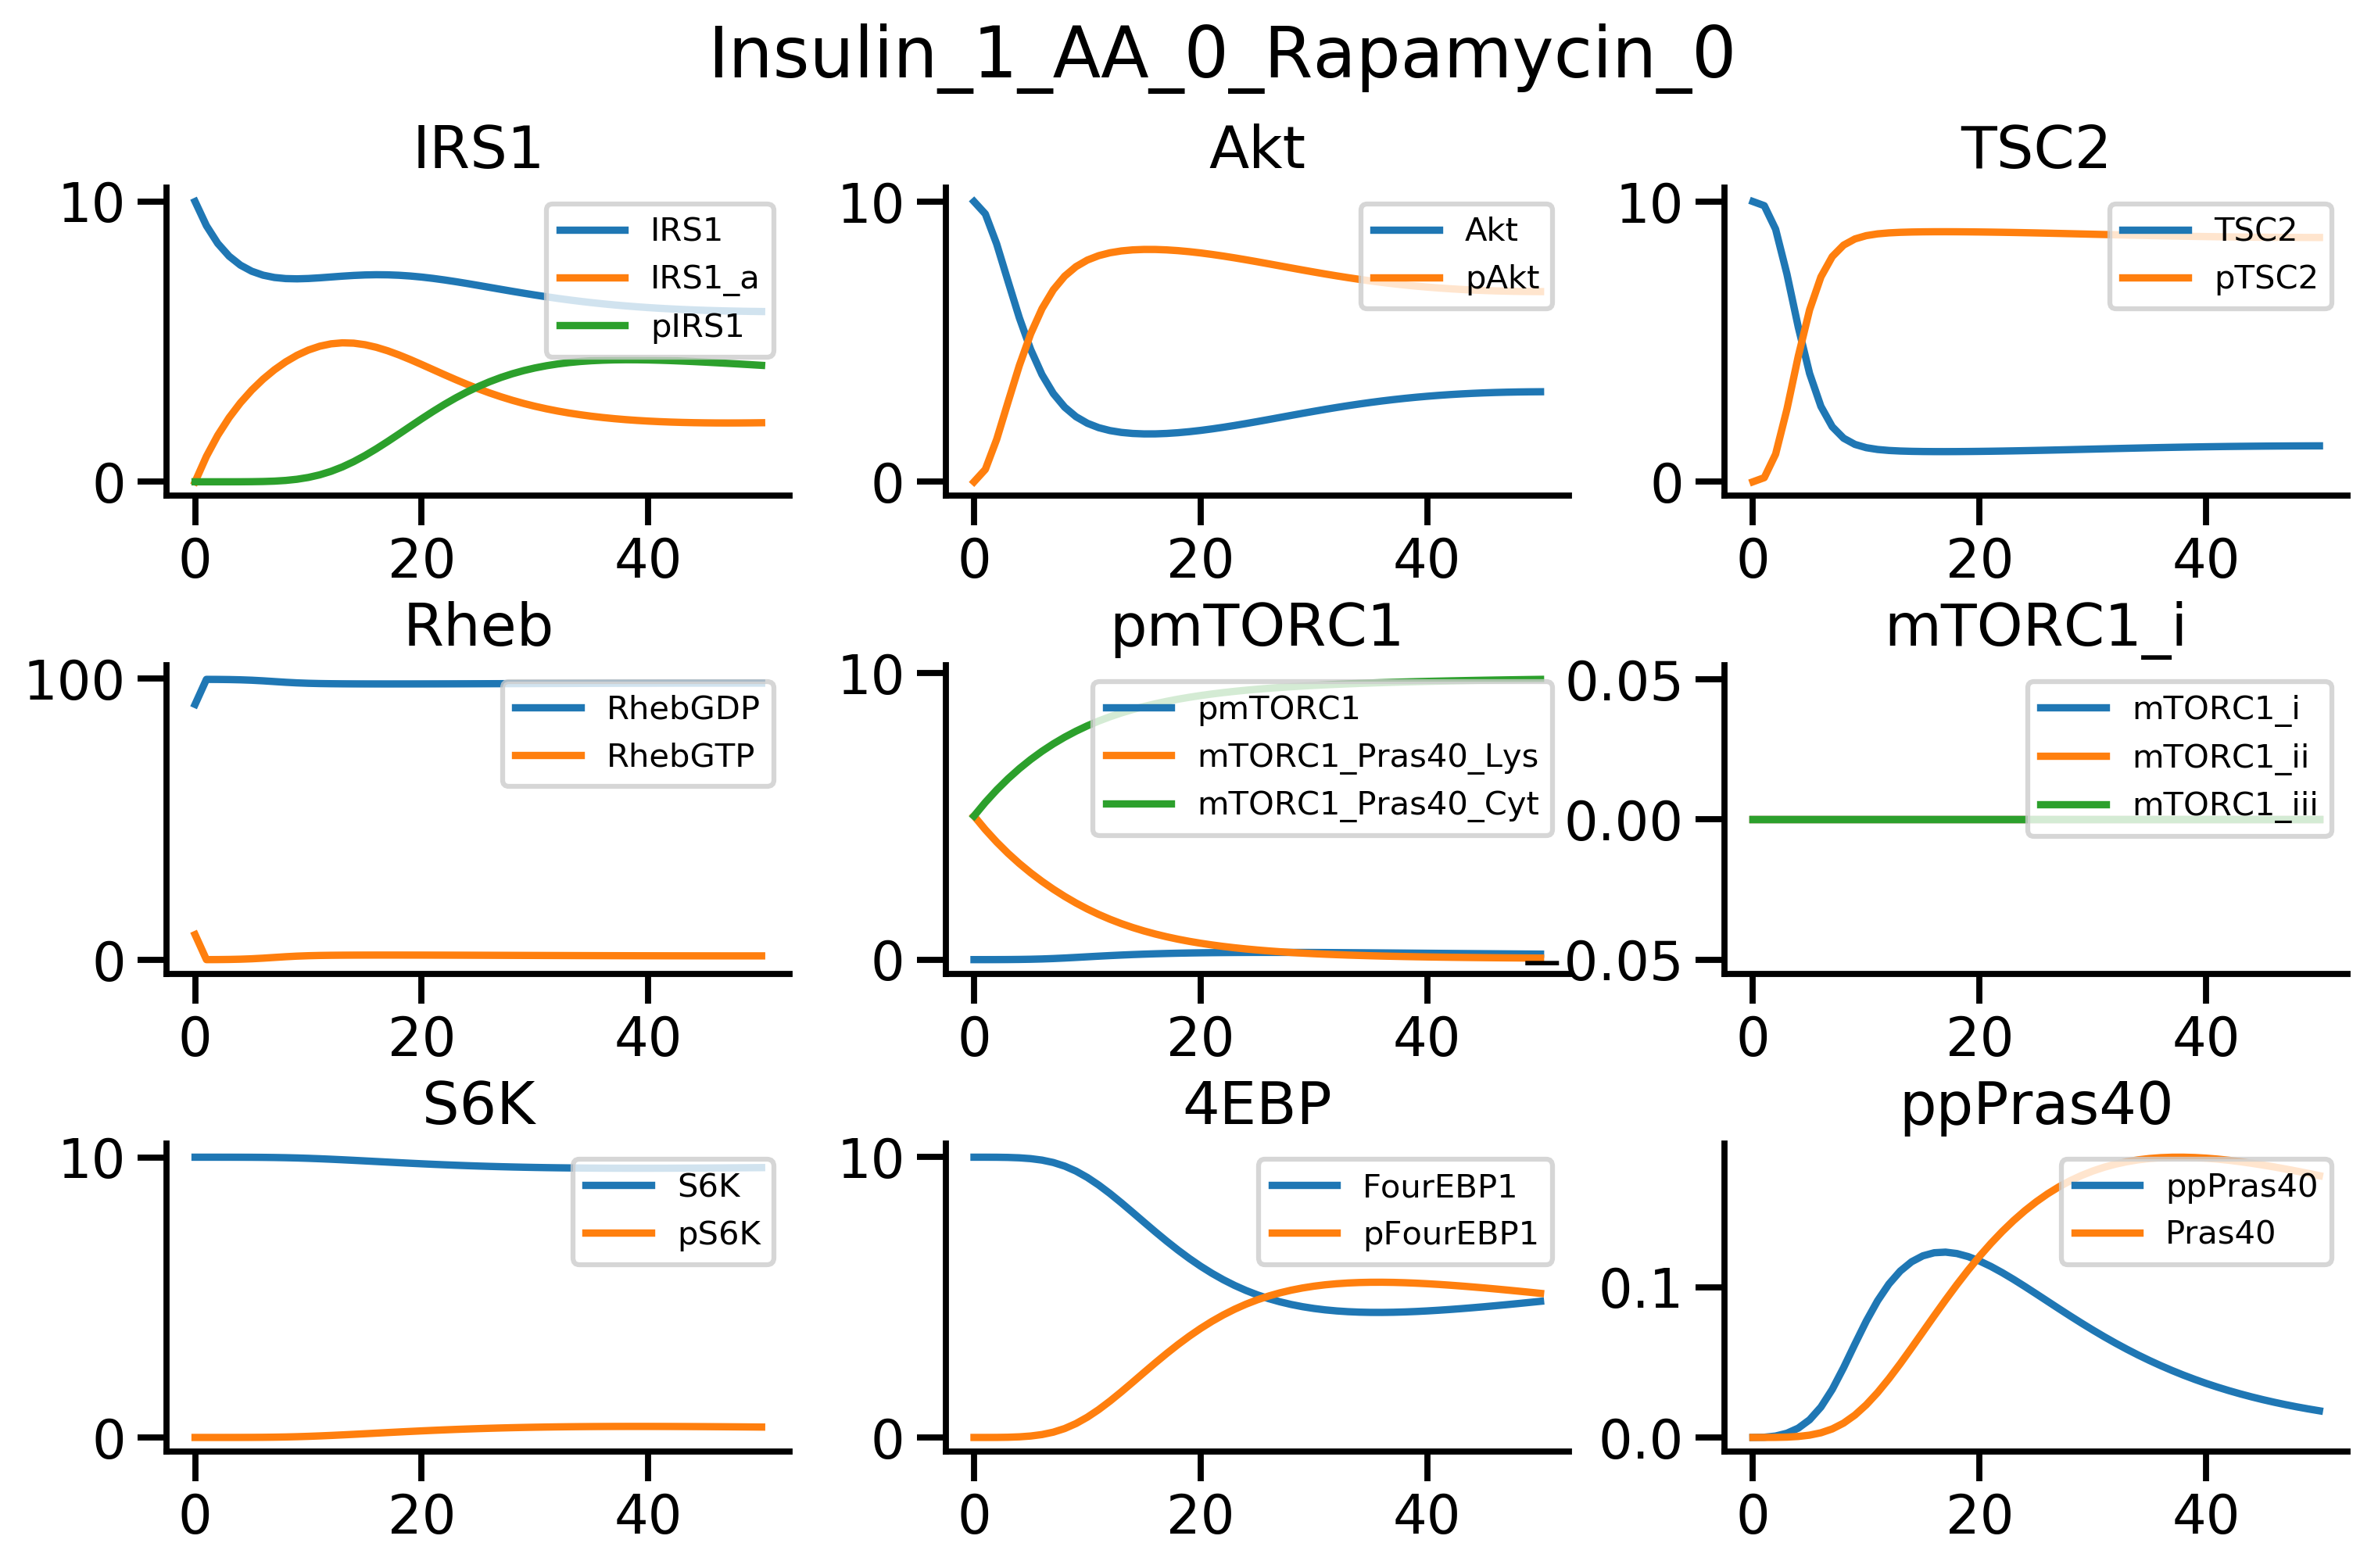 Insulin_1_AA_0_Rapamycin_0
IRS1
10
0
0 20 40
IRS1
IRS1_a
pIRS1
Akt
10
0
0 20 40
Akt
pAkt
TSC2
10
0
0 20 40
TSC2
pTSC2
Rheb
100
0
0 20 40
RhebGDP
RhebGTP
pmTORC1
10
0
0 20 40
pmTORC1
mTORC1_Pras40_Lys
mTORC1_Pras40_Cyt
mTORC1_i
0.05
0.00
−0.05
0 20 40
mTORC1_i
mTORC1_ii
mTORC1_iii
S6K
10
0
0 20 40
S6K
pS6K
4EBP
10
0
0 20 40
FourEBP1
pFourEBP1
ppPras40
0.1
0.0
0 20 40
ppPras40
Pras40